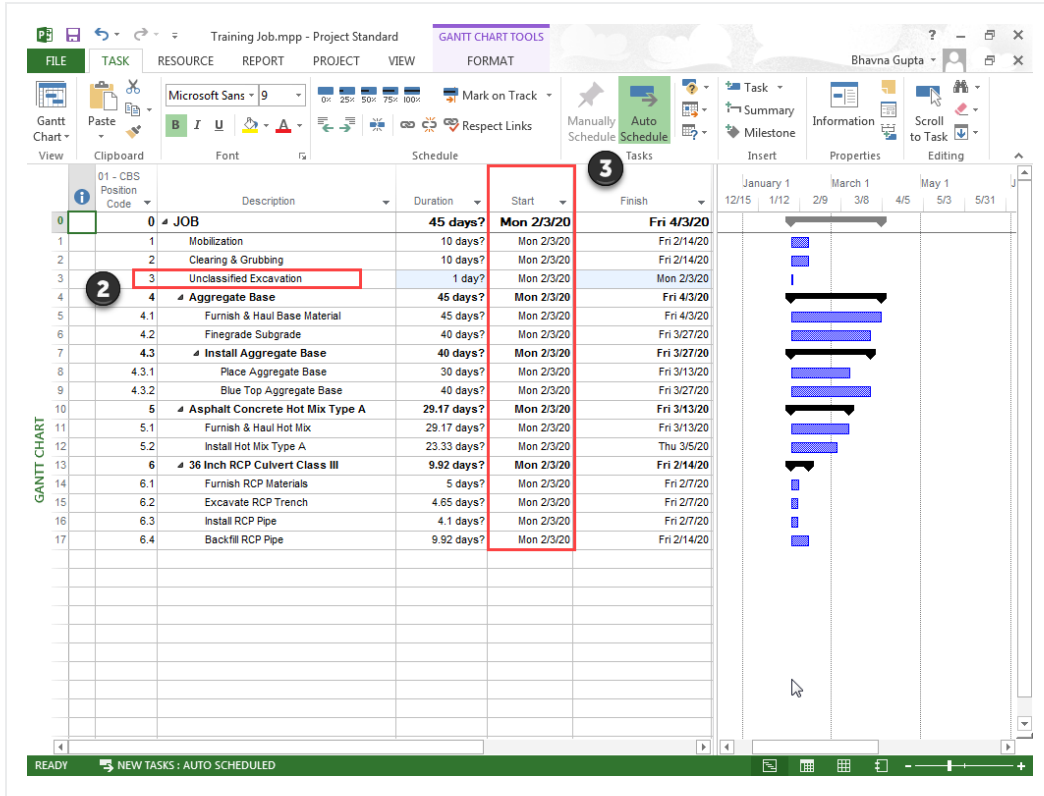 Training Job.mpp - Project Standard
GANTT CHART TOOLS
?
FILE TASK RESOURCE REPORT PROJECT VIEW FORMAT
Bhavna Gupta
Gantt Chart
Paste
Microsoft Sans 9
B I U A
0× 25× 50× 75× 100×
Mark on Track
Respect Links
Manually Schedule
Auto Schedule
Task
Summary
Milestone
Information
Scroll to Task
View Clipboard Font Schedule Tasks Insert Properties Editing
3
01 - CBS Position Code Description Duration Start Finish
January 1 March 1 May 1 J
12/15 1/12 2/9 3/8 4/5 5/3 5/31
0 0 JOB 45 days? Mon 2/3/20 Fri 4/3/20
1 1 Mobilization 10 days? Mon 2/3/20 Fri 2/14/20
2 2 Clearing & Grubbing 10 days? Mon 2/3/20 Fri 2/14/20
2
3 3 Unclassified Excavation 1 day? Mon 2/3/20 Mon 2/3/20
4 4 Aggregate Base 45 days? Mon 2/3/20 Fri 4/3/20
5 4.1 Furnish & Haul Base Material 45 days? Mon 2/3/20 Fri 4/3/20
6 4.2 Finegrade Subgrade 40 days? Mon 2/3/20 Fri 3/27/20
7 4.3 Install Aggregate Base 40 days? Mon 2/3/20 Fri 3/27/20
8 4.3.1 Place Aggregate Base 30 days? Mon 2/3/20 Fri 3/13/20
9 4.3.2 Blue Top Aggregate Base 40 days? Mon 2/3/20 Fri 3/27/20
10 5 Asphalt Concrete Hot Mix Type A 29.17 days? Mon 2/3/20 Fri 3/13/20
11 5.1 Furnish & Haul Hot Mix 29.17 days? Mon 2/3/20 Fri 3/13/20
12 5.2 Install Hot Mix Type A 23.33 days? Mon 2/3/20 Thu 3/5/20
13 6 36 Inch RCP Culvert Class III 9.92 days? Mon 2/3/20 Fri 2/14/20
14 6.1 Furnish RCP Materials 5 days? Mon 2/3/20 Fri 2/7/20
15 6.2 Excavate RCP Trench 4.65 days? Mon 2/3/20 Fri 2/7/20
16 6.3 Install RCP Pipe 4.1 days? Mon 2/3/20 Fri 2/7/20
17 6.4 Backfill RCP Pipe 9.92 days? Mon 2/3/20 Fri 2/14/20
GANTT CHART
READY NEW TASKS : AUTO SCHEDULED